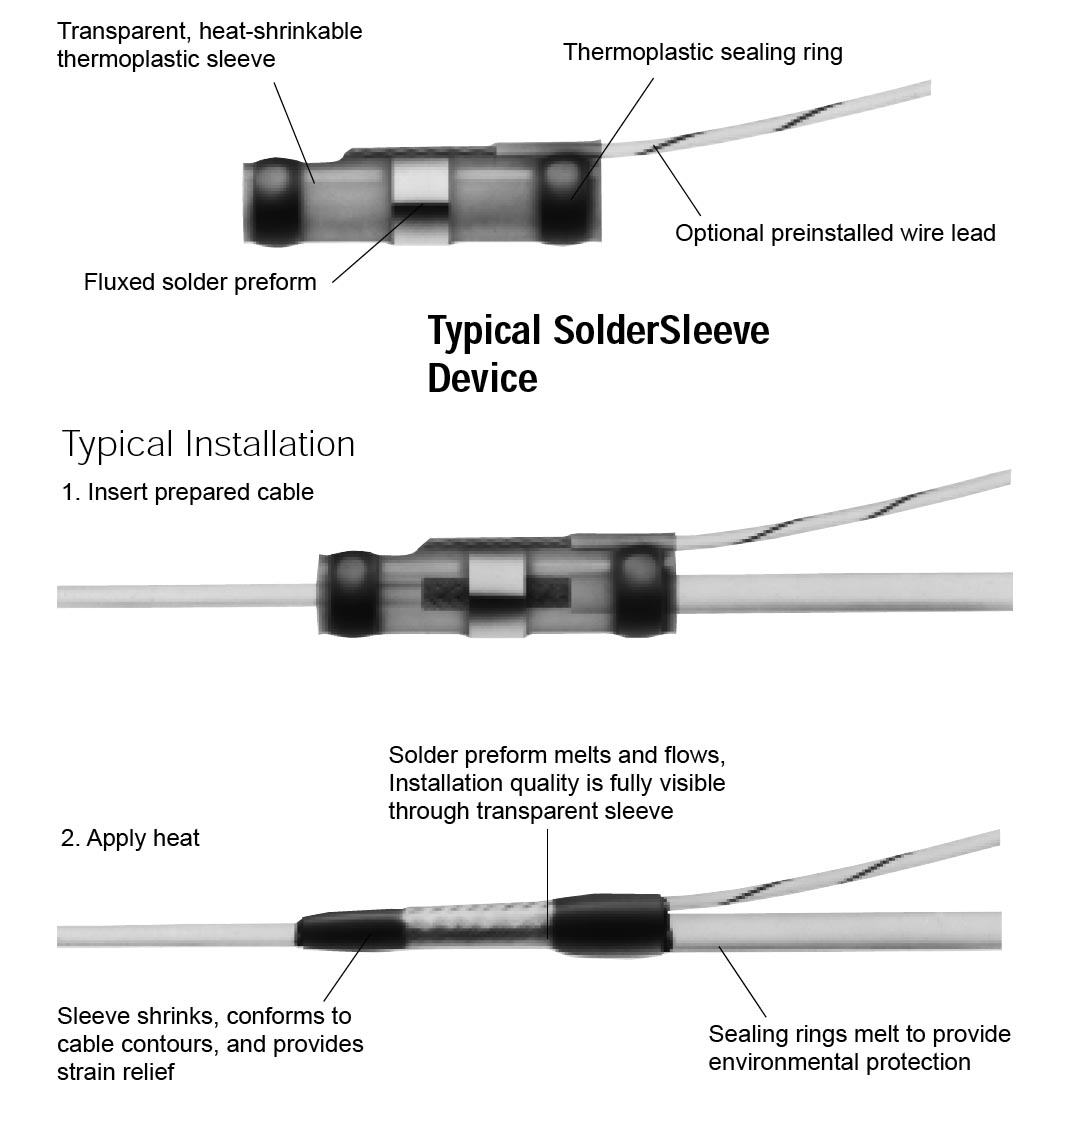 Transparent, heat-shrinkable
thermoplastic sleeve
Thermoplastic sealing ring
Optional preinstalled wire lead
Fluxed solder preform
Typical SolderSleeve
Device
Typical Installation
1. Insert prepared cable
Solder preform melts and flows,
Installation quality is fully visible
through transparent sleeve
2. Apply heat
Sleeve shrinks, conforms to
cable contours, and provides
strain relief
Sealing rings melt to provide
environmental protection